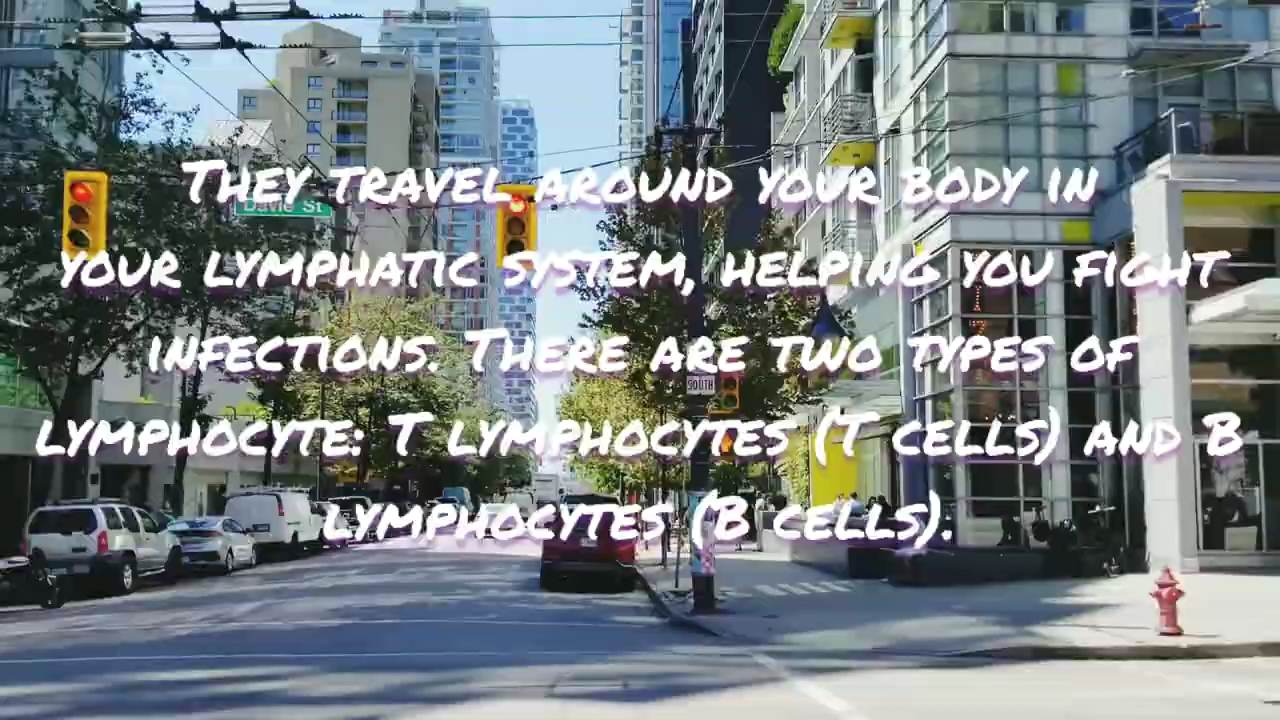 They travel around your body in
your lymphatic system, helping you fight
infections. There are two types of
lymphocyte: T lymphocytes (T cells) and B
lymphocytes (B cells).
Davie St
SOUTH